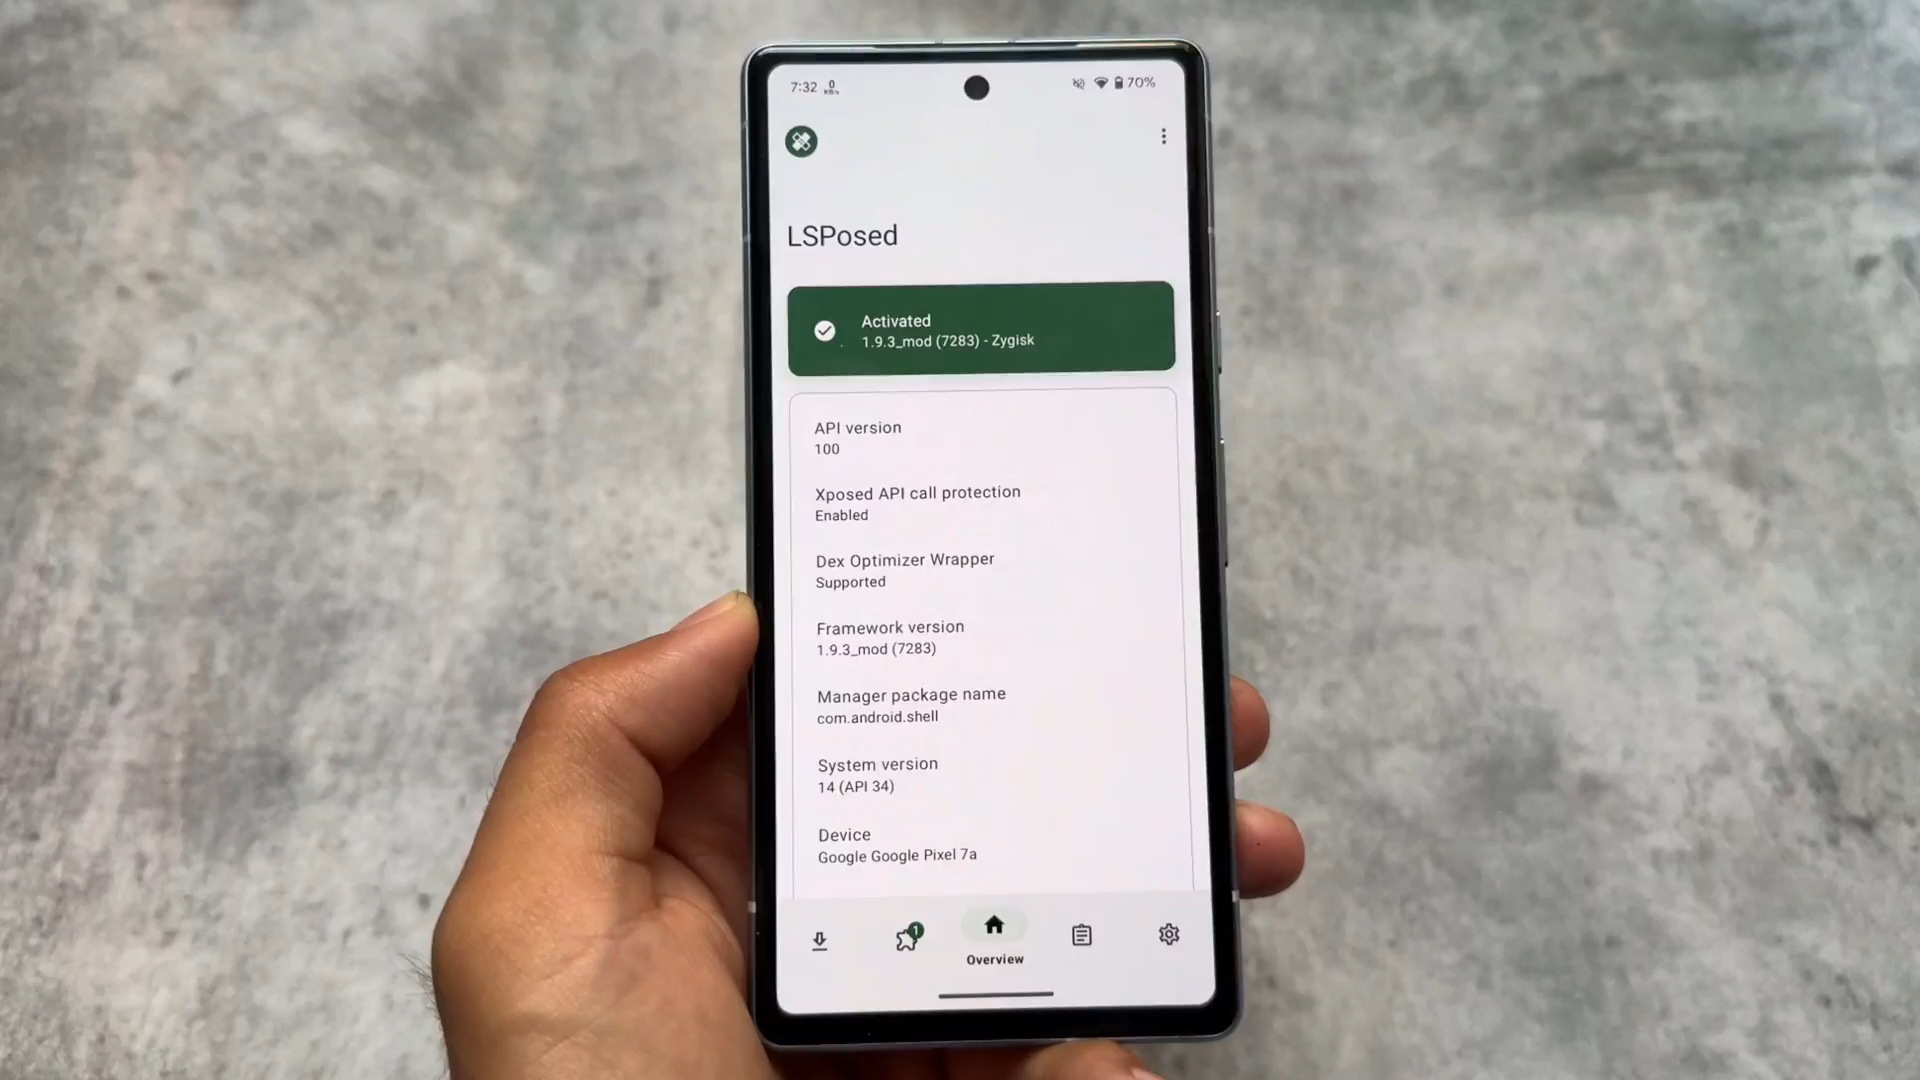 7:32 0 KB/s 70%
LSPosed
Activated
1.9.3_mod (7283) - Zygisk
API version
100
Xposed API call protection
Enabled
Dex Optimizer Wrapper
Supported
Framework version
1.9.3_mod (7283)
Manager package name
com.android.shell
System version
14 (API 34)
Device
Google Google Pixel 7a
1
Overview